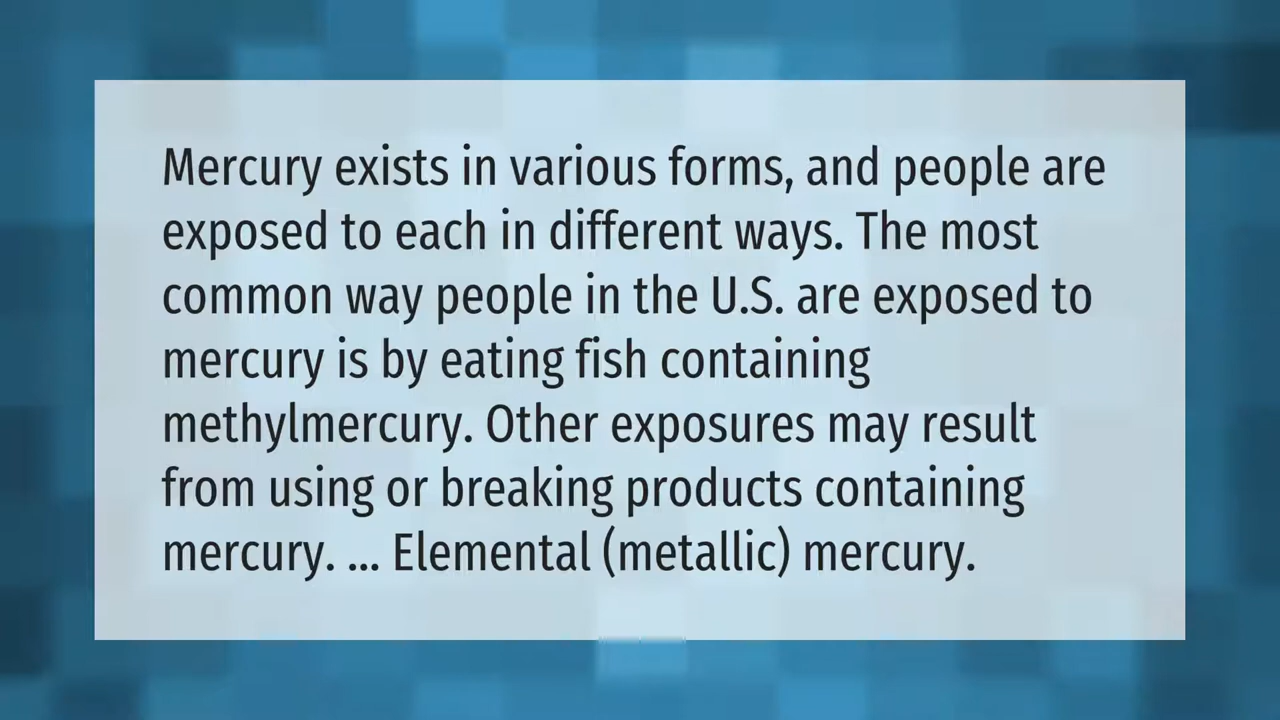 Mercury exists in various forms, and people are
exposed to each in different ways. The most
common way people in the U.S. are exposed to
mercury is by eating fish containing
methylmercury. Other exposures may result
from using or breaking products containing
mercury. ... Elemental (metallic) mercury.